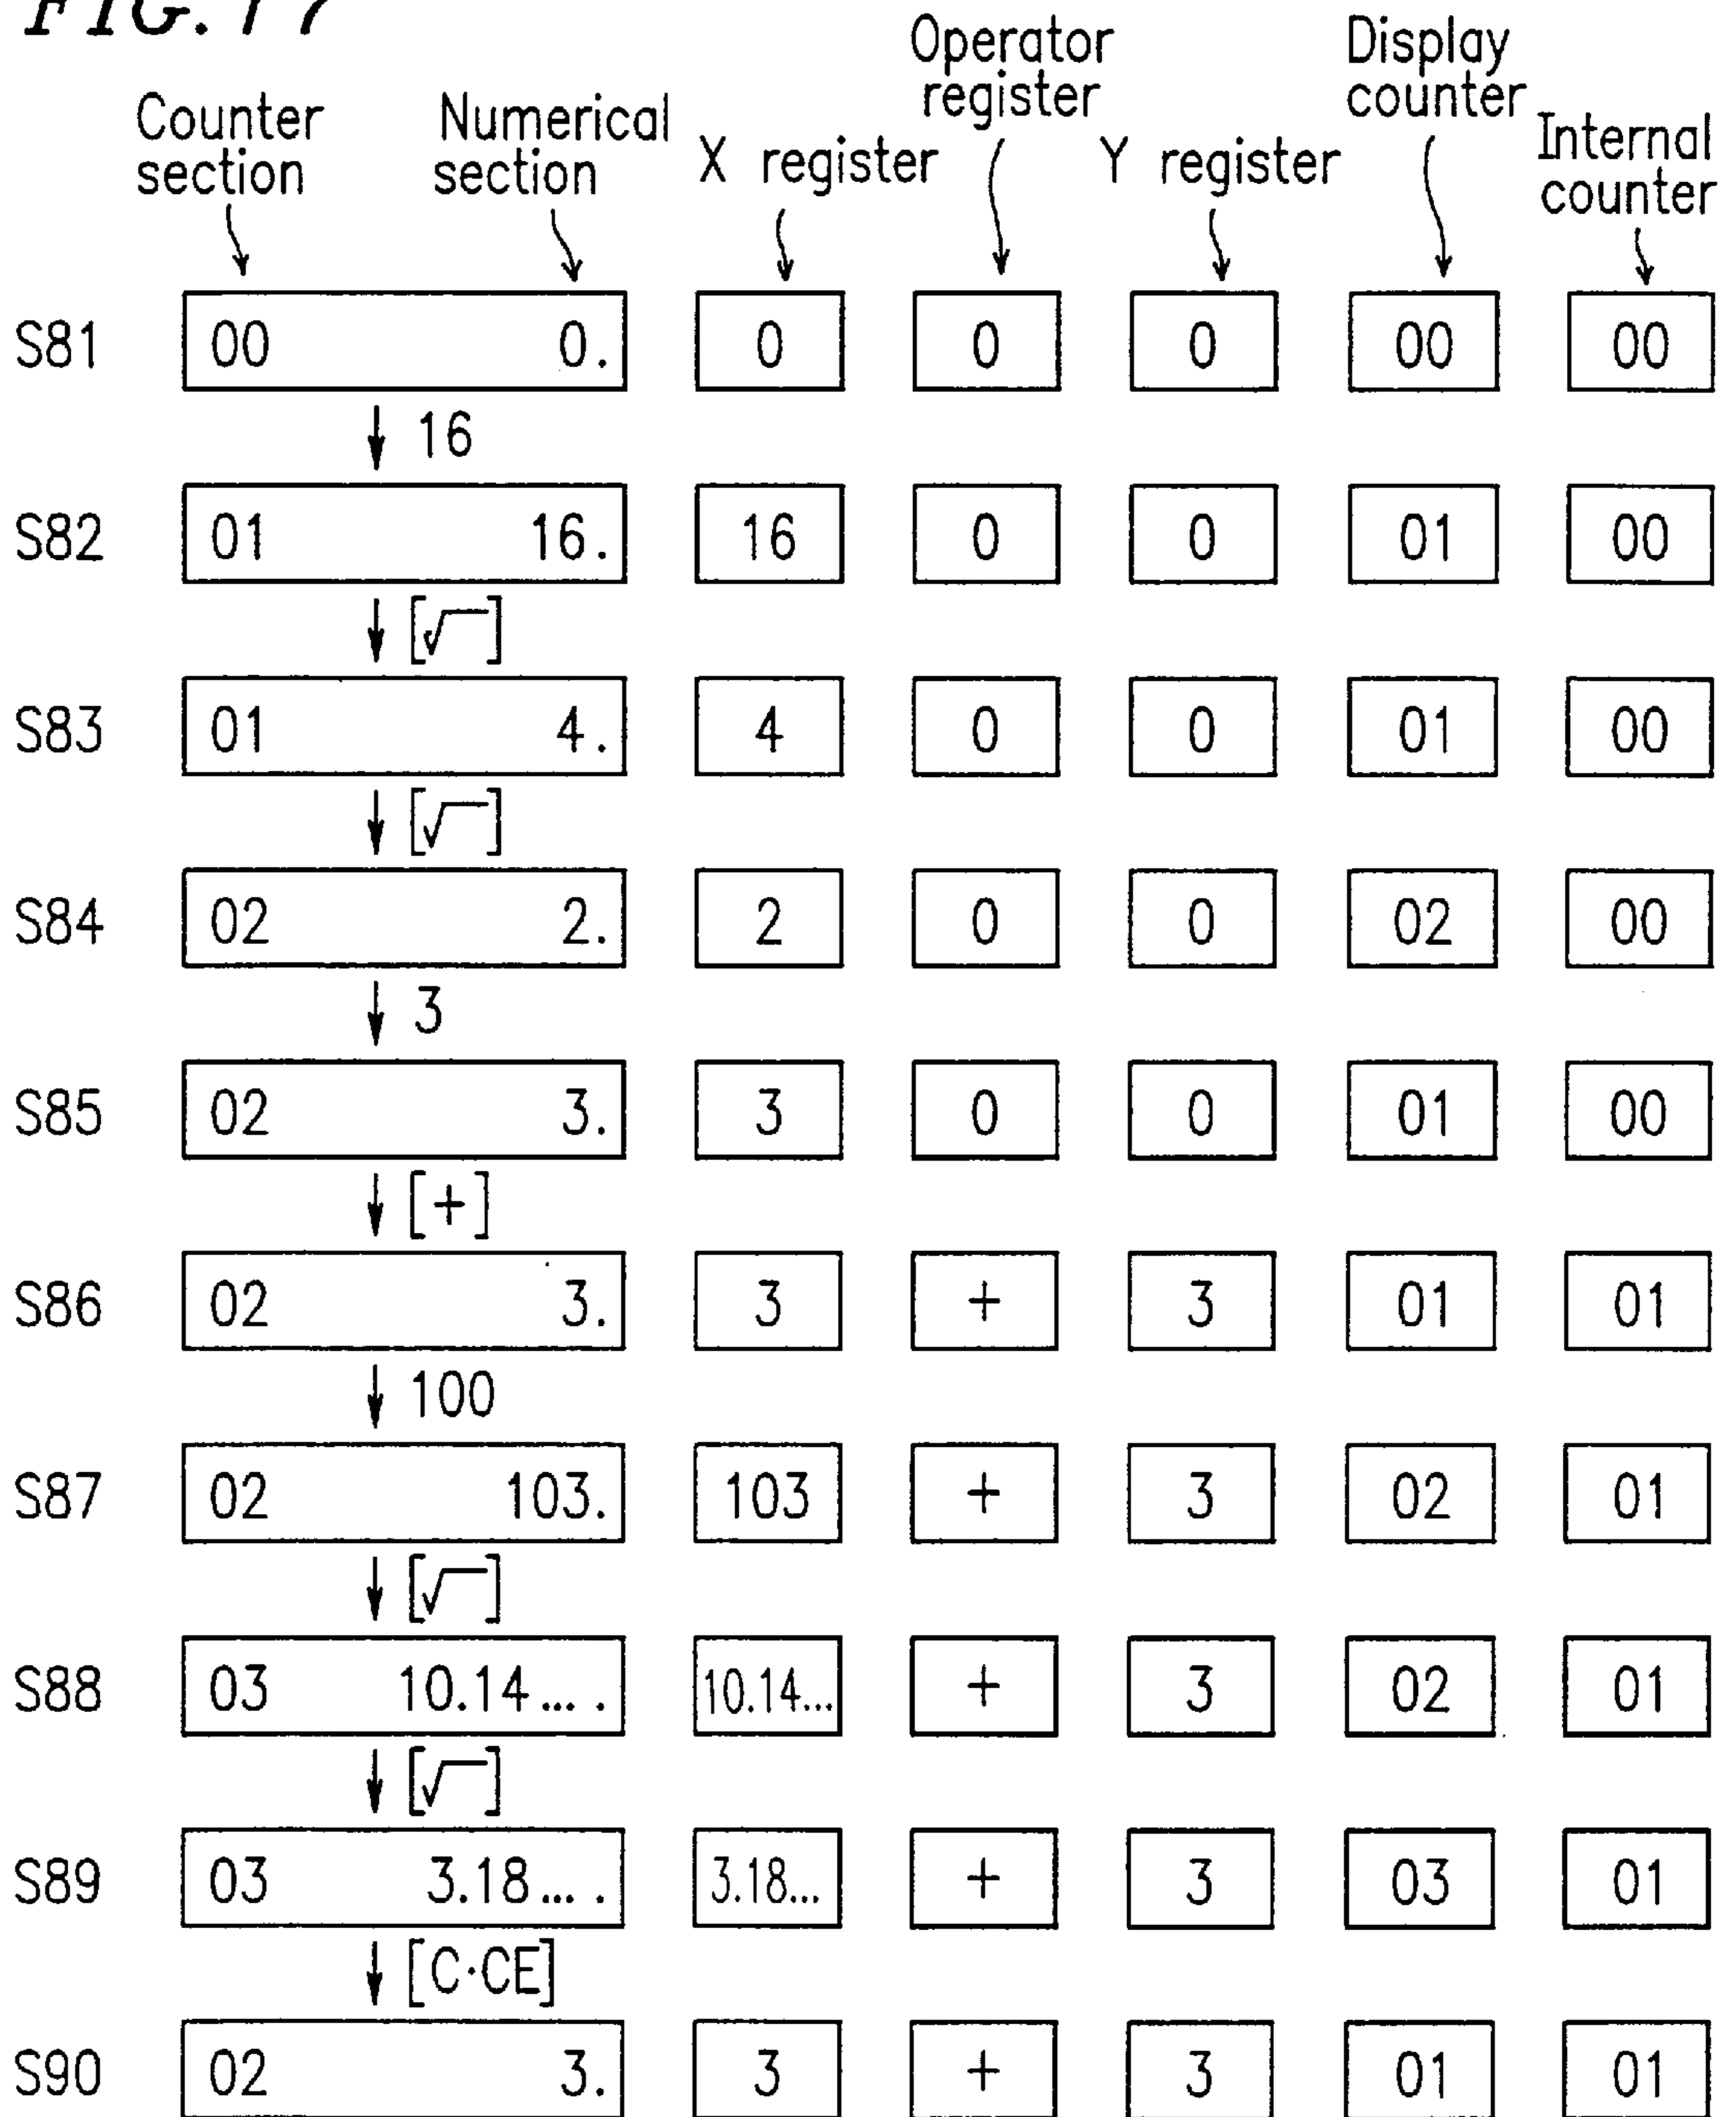 FIG. 17
Counter section
Numerical section
X register
Operator register
Y register
Display counter
Internal counter
S81 00 0. 0 0 0 00 00
16
S82 01 16. 16 0 0 01 00
[√‾]
S83 01 4. 4 0 0 01 00
[√‾]
S84 02 2. 2 0 0 02 00
3
S85 02 3. 3 0 0 01 00
[+]
S86 02 3. 3 + 3 01 01
100
S87 02 103. 103 + 3 02 01
[√‾]
S88 03 10.14.... 10.14... + 3 02 01
[√‾]
S89 03 3.18.... 3.18... + 3 03 01
[C·CE]
S90 02 3. 3 + 3 01 01